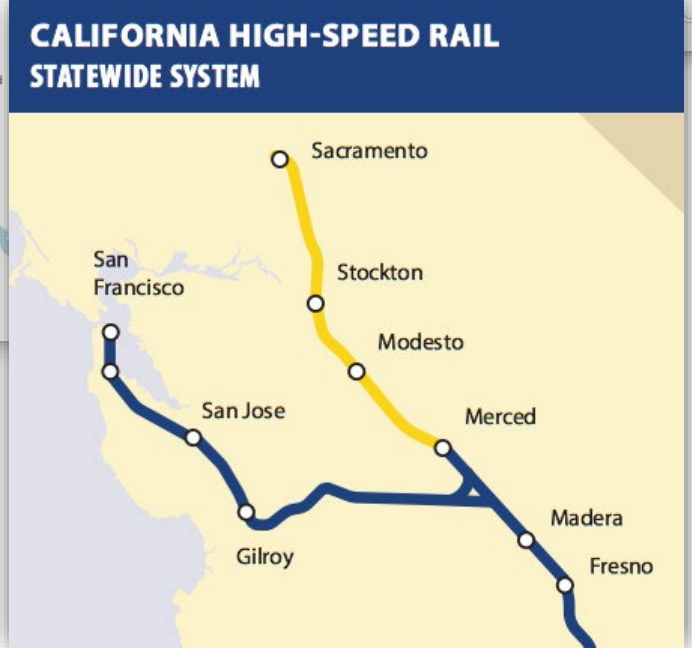 CALIFORNIA HIGH-SPEED RAIL
STATEWIDE SYSTEM
Sacramento
San
Francisco
Stockton
Modesto
San Jose
Merced
Madera
Gilroy
Fresno